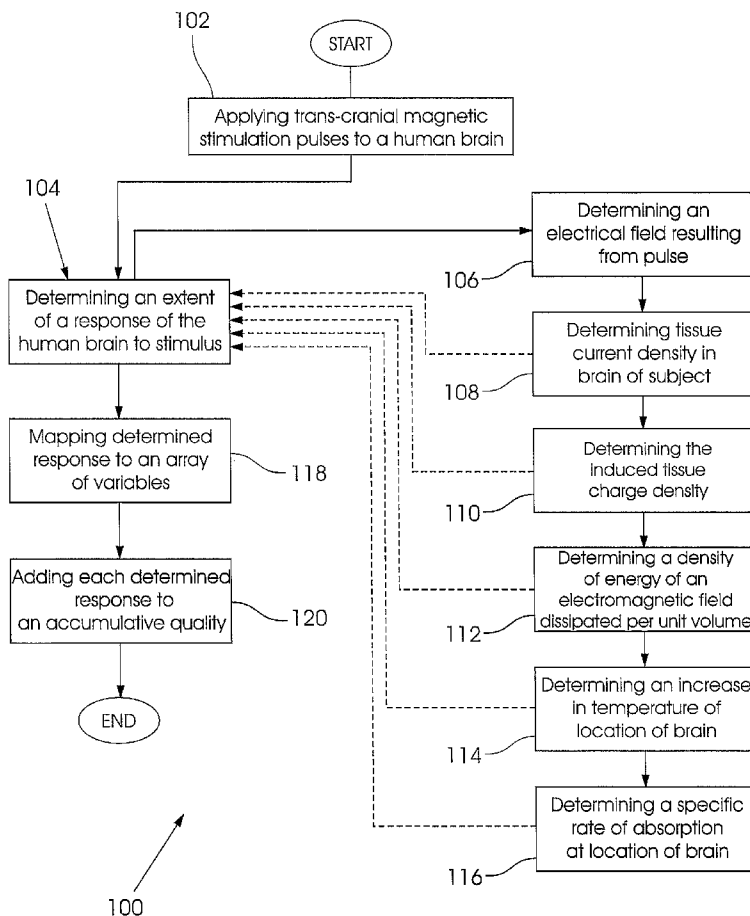 102
START
Applying trans-cranial magnetic
stimulation pulses to a human brain
104
Determining an extent
of a response of the
human brain to stimulus
Mapping determined
response to an array
of variables
118
Adding each determined
response to
an accumulative quality
120
END
100
Determining an
electrical field resulting
from pulse
106
Determining tissue
current density in
brain of subject
108
Determining the
induced tissue
charge density
110
Determining a density
of energy of an
electromagnetic field
dissipated per unit volume
112
Determining an increase
in temperature of
location of brain
114
Determining a specific
rate of absorption
at location of brain
116